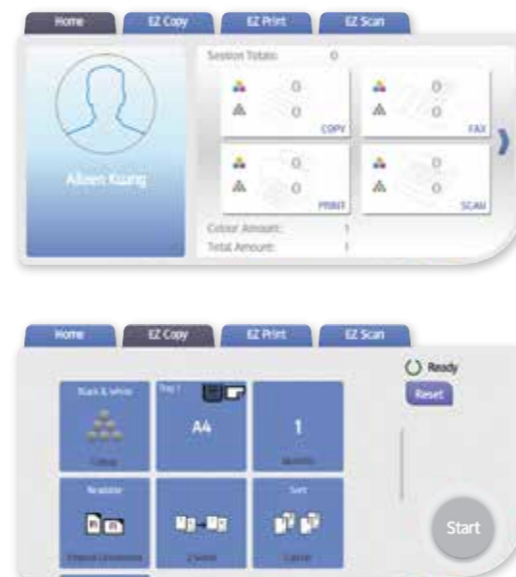 Home EZ Copy EZ Print EZ Scan
Session Totals: 0
0 0
0 0
COPY FAX
Aileen Kuang
0 0
0 0
PRINT SCAN
Colour Amount: 1
Total Amount: 1
Home EZ Copy EZ Print EZ Scan
Ready
Reset
Black & white Tray 1
A4 1
Colour
Readable Sort
2 Sided
Start